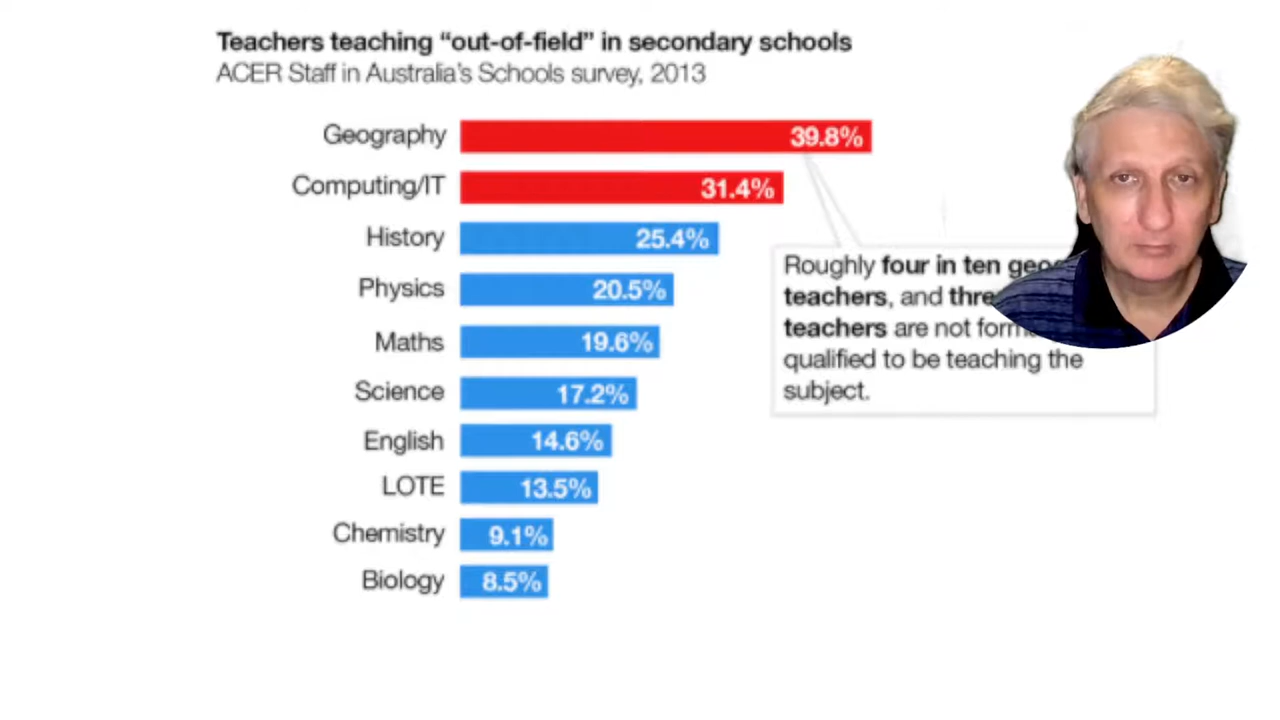 Teachers teaching “out-of-field” in secondary schools
ACER Staff in Australia’s Schools survey, 2013
Geography 39.8%
Computing/IT 31.4%
History 25.4%
Physics 20.5%
Maths 19.6%
Science 17.2%
English 14.6%
LOTE 13.5%
Chemistry 9.1%
Biology 8.5%
Roughly four in ten
teachers, and
teachers are not
qualified to be teaching the
subject.